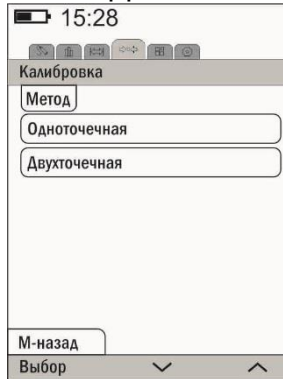 15:28
Калибровка
Метод
Одноточечная
Двухточечная
М-назад
Выбор